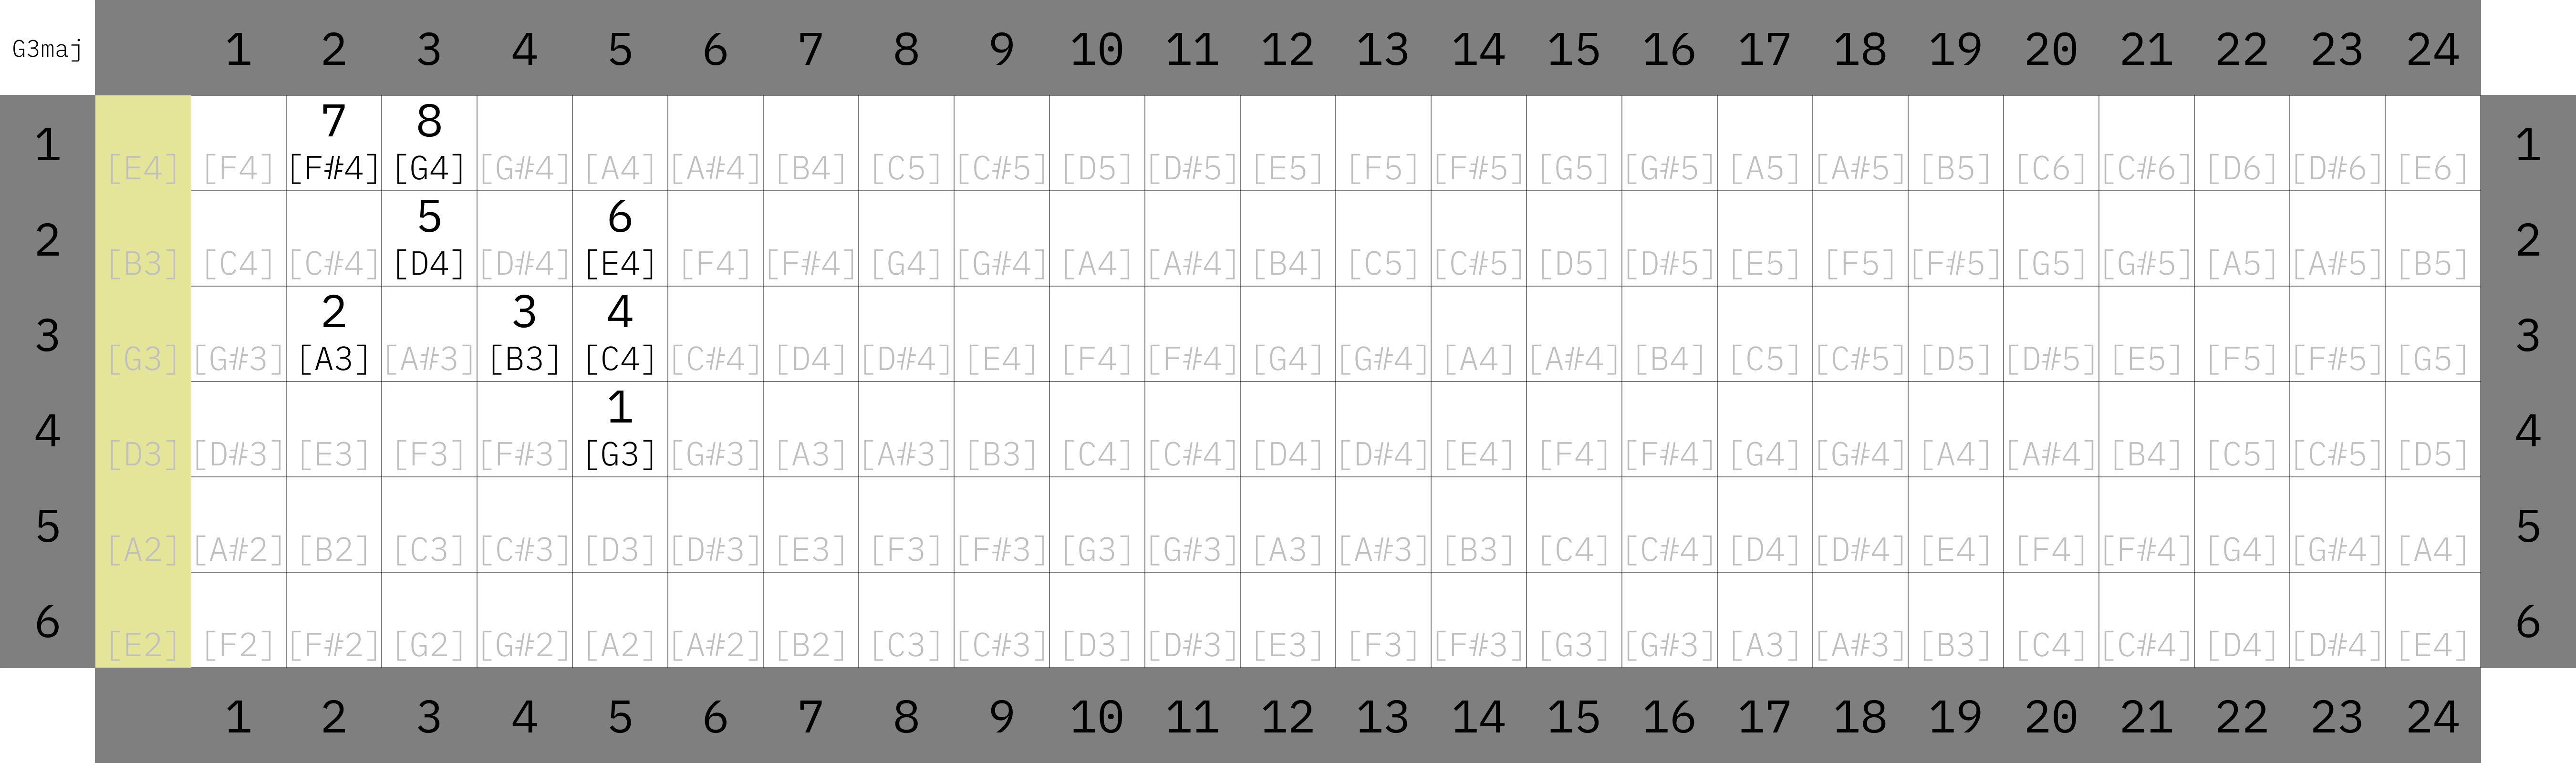 G3maj 1 2 3 4 5 6 7 8 9 10 11 12 13 14 15 16 17 18 19 20 21 22 23 24
7 8
1 [E4] [F4] [F#4] [G4] [G#4] [A4] [A#4] [B4] [C5] [C#5] [D5] [D#5] [E5] [F5] [F#5] [G5] [G#5] [A5] [A#5] [B5] [C6] [C#6] [D6] [D#6] [E6] 1
5 6
2 [B3] [C4] [C#4] [D4] [D#4] [E4] [F4] [F#4] [G4] [G#4] [A4] [A#4] [B4] [C5] [C#5] [D5] [D#5] [E5] [F5] [F#5] [G5] [G#5] [A5] [A#5] [B5] 2
2 3 4
3 [G3] [G#3] [A3] [A#3] [B3] [C4] [C#4] [D4] [D#4] [E4] [F4] [F#4] [G4] [G#4] [A4] [A#4] [B4] [C5] [C#5] [D5] [D#5] [E5] [F5] [F#5] [G5] 3
1
4 [D3] [D#3] [E3] [F3] [F#3] [G3] [G#3] [A3] [A#3] [B3] [C4] [C#4] [D4] [D#4] [E4] [F4] [F#4] [G4] [G#4] [A4] [A#4] [B4] [C5] [C#5] [D5] 4
5 [A2] [A#2] [B2] [C3] [C#3] [D3] [D#3] [E3] [F3] [F#3] [G3] [G#3] [A3] [A#3] [B3] [C4] [C#4] [D4] [D#4] [E4] [F4] [F#4] [G4] [G#4] [A4] 5
6 [E2] [F2] [F#2] [G2] [G#2] [A2] [A#2] [B2] [C3] [C#3] [D3] [D#3] [E3] [F3] [F#3] [G3] [G#3] [A3] [A#3] [B3] [C4] [C#4] [D4] [D#4] [E4] 6
1 2 3 4 5 6 7 8 9 10 11 12 13 14 15 16 17 18 19 20 21 22 23 24